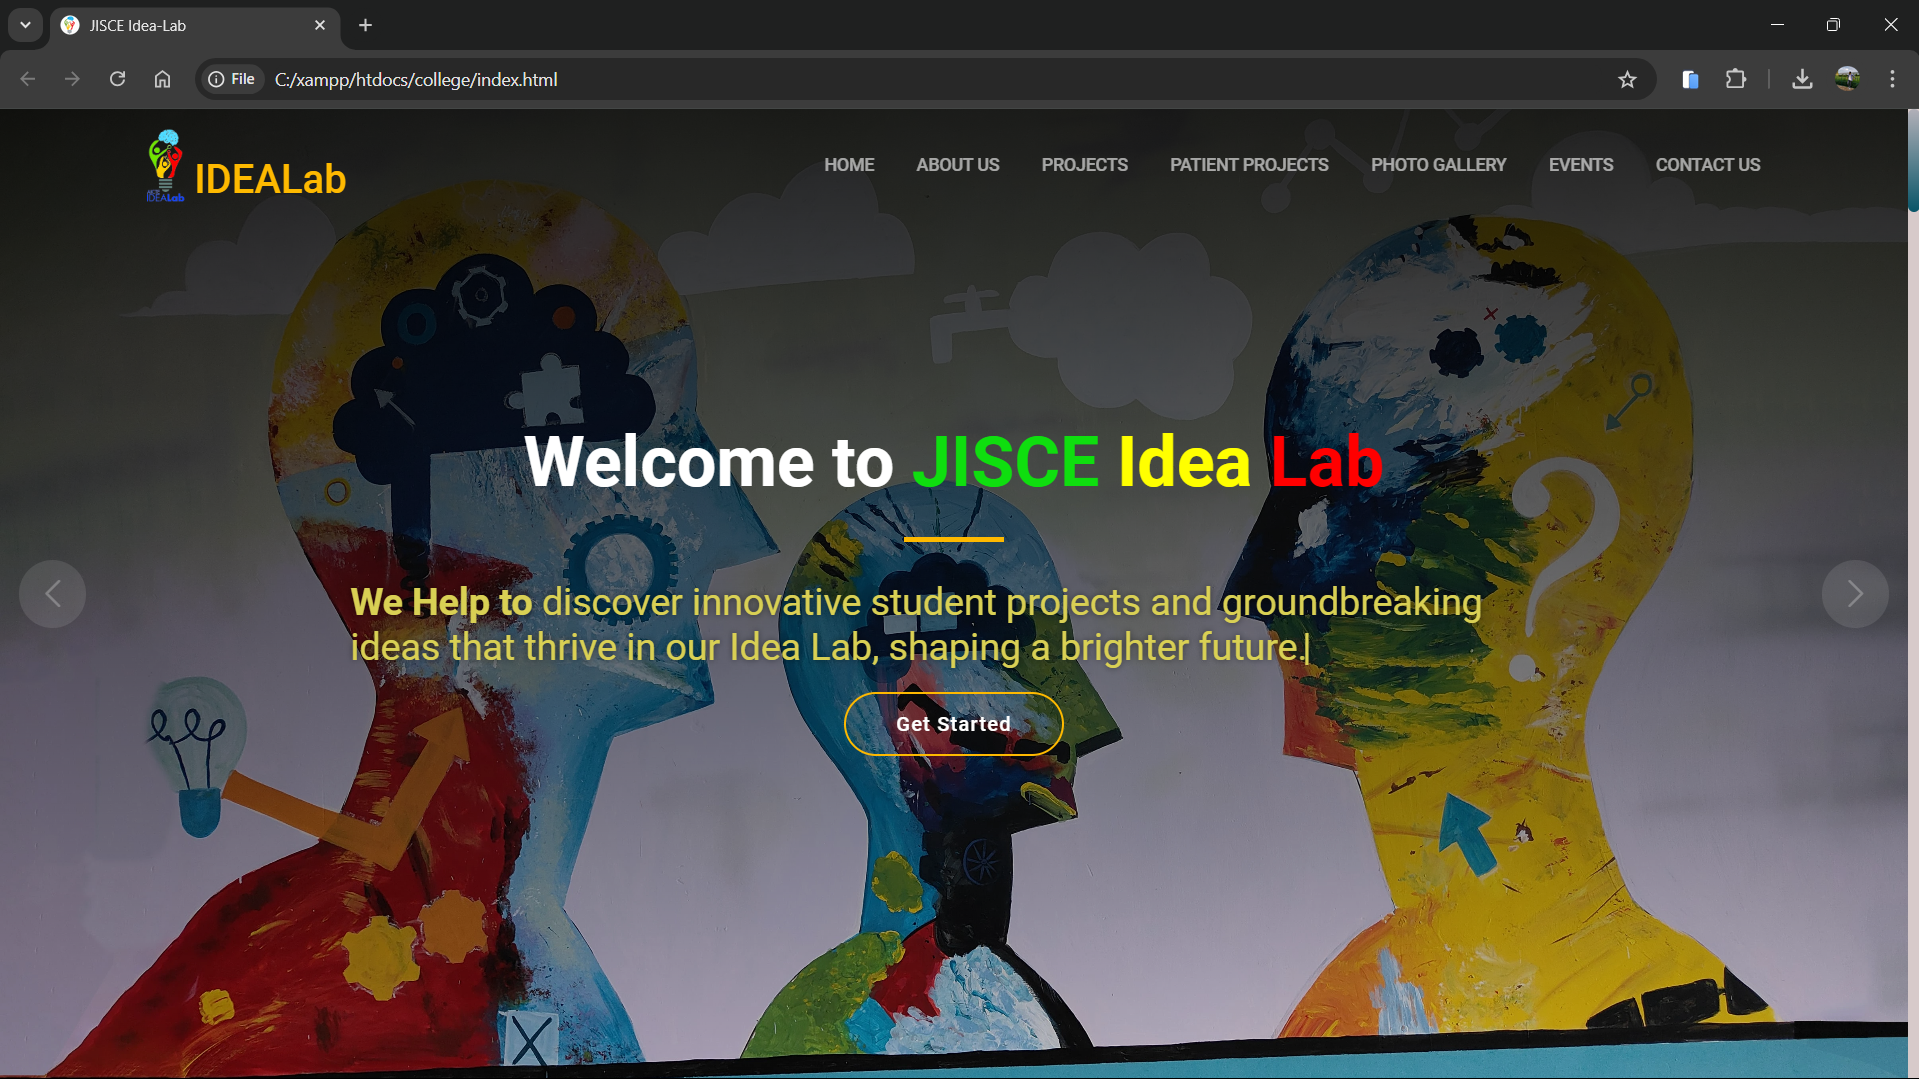 JISCE Idea-Lab
File
C:/xampp/htdocs/college/index.html
IDEALab
IDEALab
HOME
ABOUT US
PROJECTS
PATIENT PROJECTS
PHOTO GALLERY
EVENTS
CONTACT US
Welcome to JISCE Idea Lab
We Help to discover innovative student projects and groundbreaking
ideas that thrive in our Idea Lab, shaping a brighter future.
Get Started